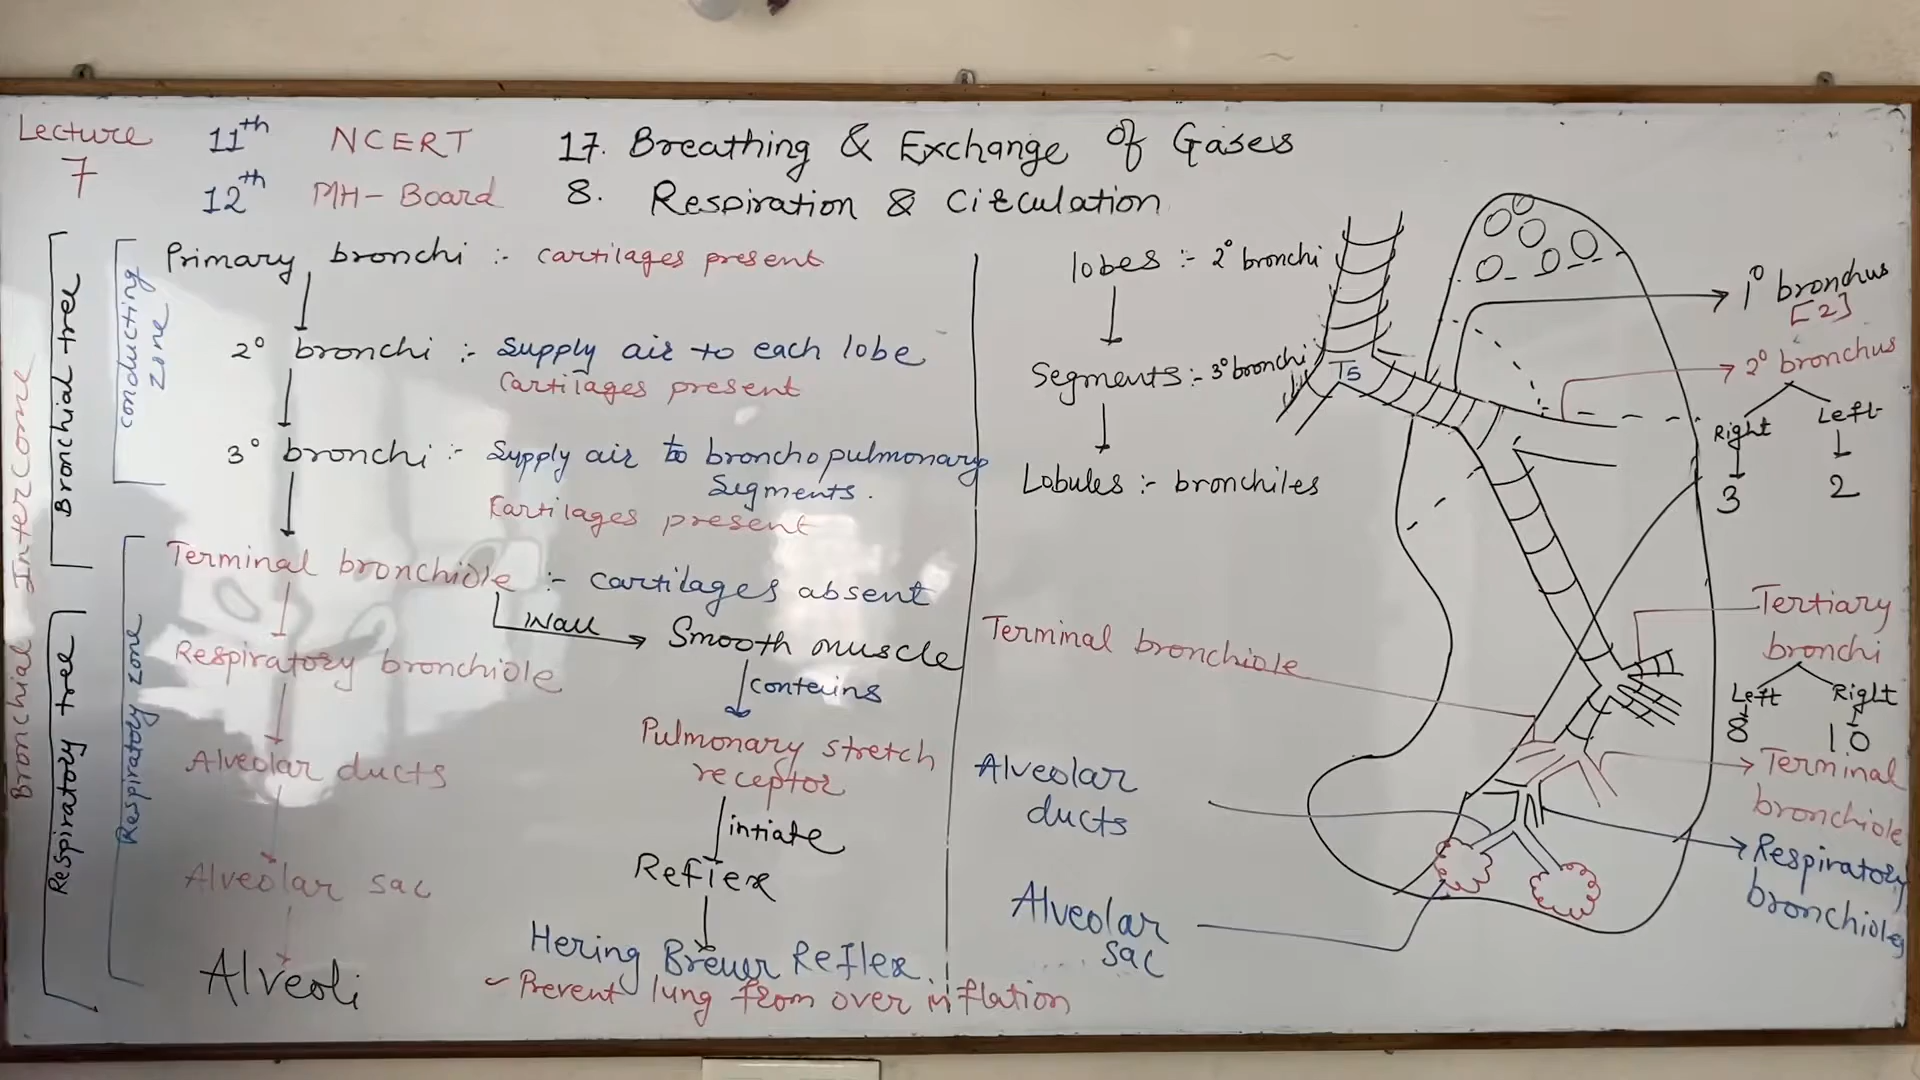 Lecture 7
11th NCERT 17. Breathing & Exchange of Gases
12th MH-Board 8. Respiration & Circulation
Bronchial InterCome
Bronchial tree
Respiratory tree
conducting zone
Respiratory zone
Primary bronchi :- cartilages present
2° bronchi :- Supply air to each lobe
Cartilages present
3° bronchi :- Supply air to bronchopulmonary
Segments.
Cartilages present
Terminal bronchiole :- cartilages absent
Wall Smooth muscle
contains
Respiratory bronchiole
Pulmonary stretch
receptor
Alveolar ducts
intiate
Reflex
Alveolar sac
Hering Breuer Reflex.
Alveoli
- Prevent lung from over inflation
lobes :- 2° bronchi
Segments :- 3° bronchi
Lobules :- bronchiles
T5
1° bronchus
[2]
2° bronchus
Right Left
3 2
Terminal bronchiole
Tertiary
bronchi
Left Right
8 10
Terminal
bronchiole
Alveolar
ducts
Respiratory
bronchioles
Alveolar
sac